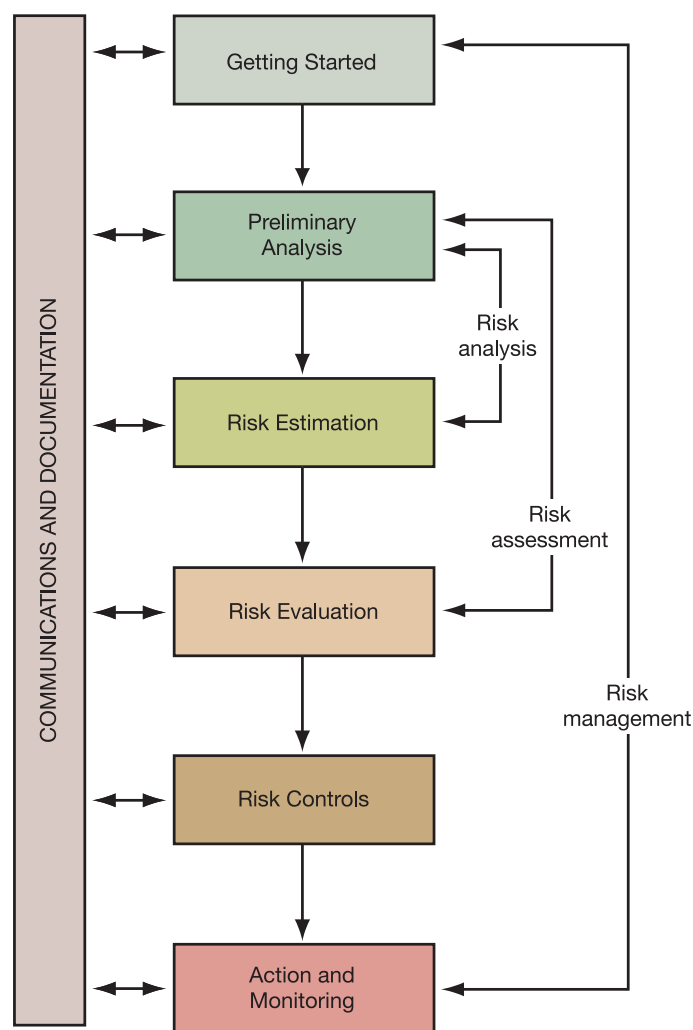 COMMUNICATIONS AND DOCUMENTATION
Getting Started
Preliminary
Analysis
Risk
analysis
Risk Estimation
Risk
assessment
Risk Evaluation
Risk
management
Risk Controls
Action and
Monitoring